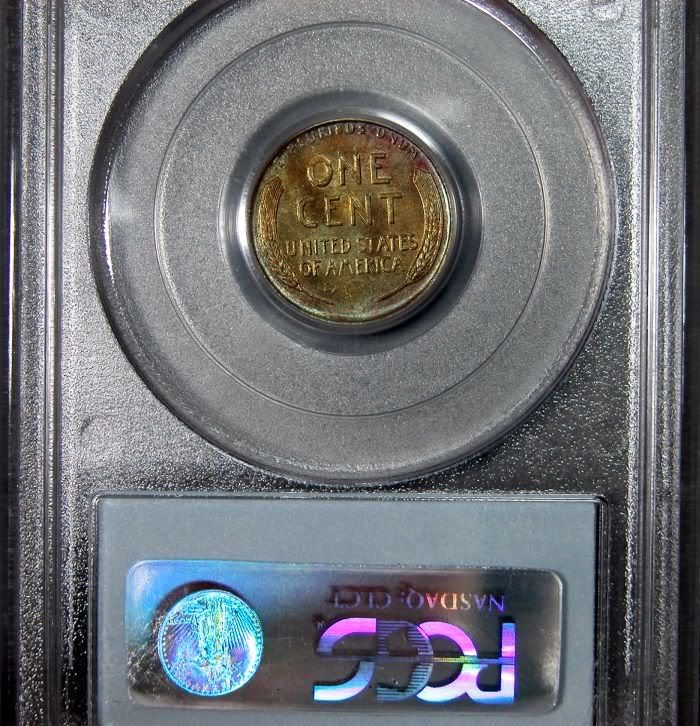 E·PLURIBUS·UNUM
ONE
CENT
UNITED STATES
OF AMERICA
NASDAQ: CLCT
PCGS